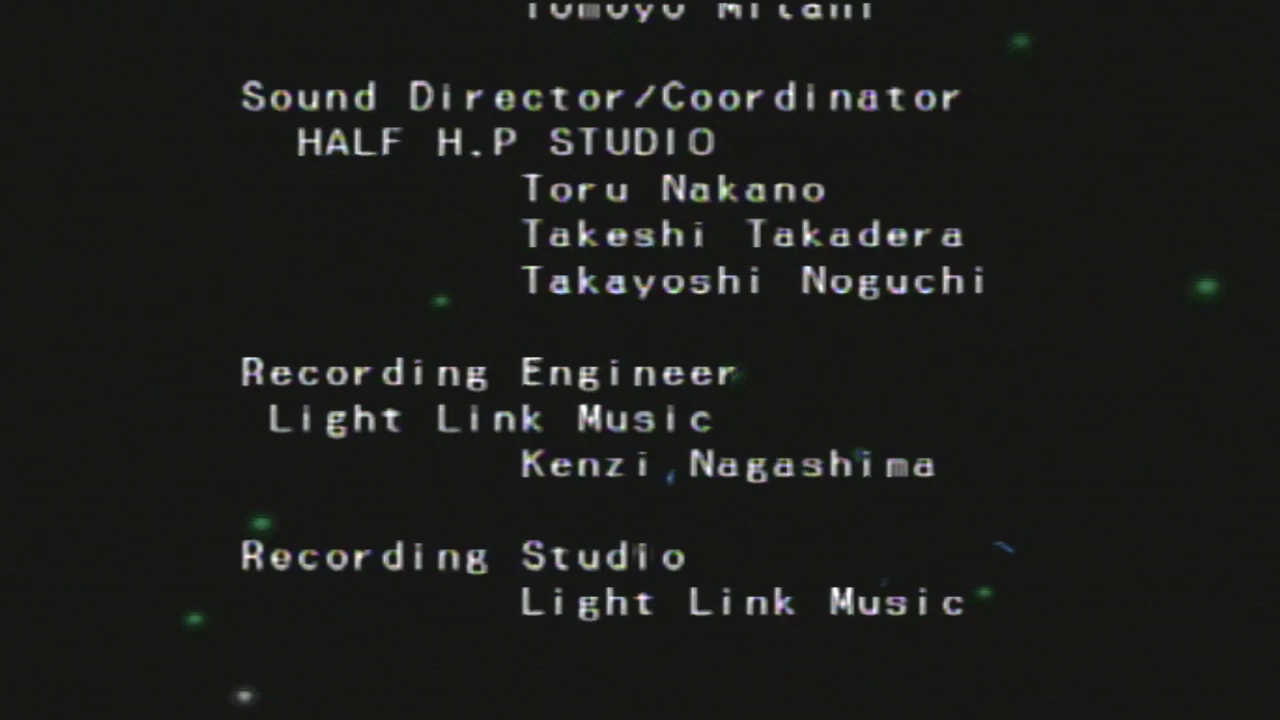 Sound Director/Coordinator
HALF H.P STUDIO
Toru Nakano
Takeshi Takadera
Takayoshi Noguchi
Recording Engineer
Light Link Music
Kenzi Nagashima
Recording Studio
Light Link Music